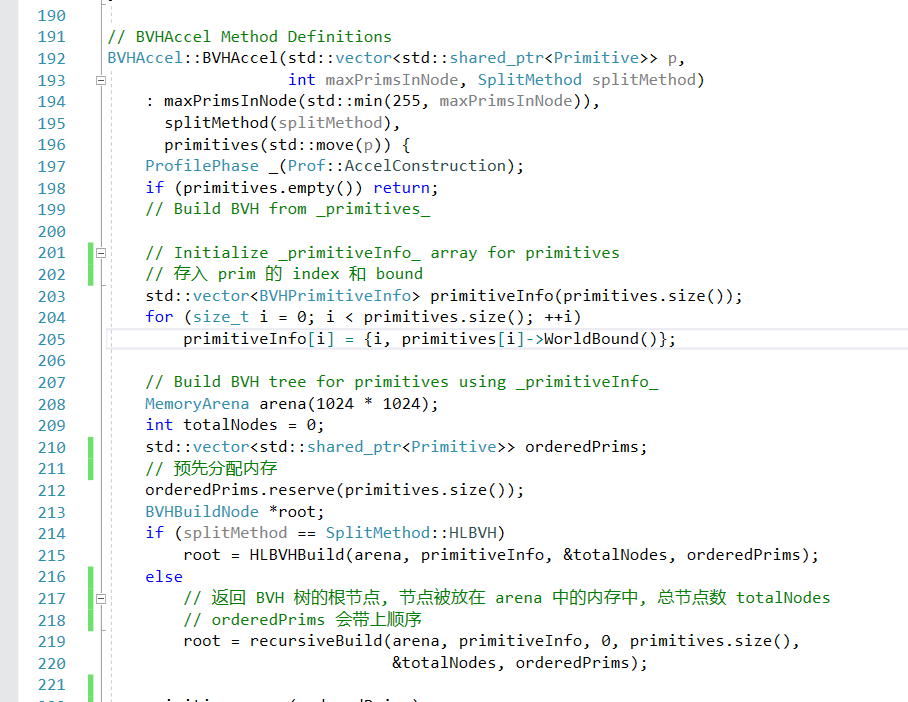 190
191 // BVHAccel Method Definitions
192 BVHAccel::BVHAccel(std::vector<std::shared_ptr<Primitive>> p,
193 int maxPrimsInNode, SplitMethod splitMethod)
194 : maxPrimsInNode(std::min(255, maxPrimsInNode)),
195 splitMethod(splitMethod),
196 primitives(std::move(p)) {
197 ProfilePhase _(Prof::AccelConstruction);
198 if (primitives.empty()) return;
199 // Build BVH from _primitives_
200
201 // Initialize _primitiveInfo_ array for primitives
202 // 存入 prim 的 index 和 bound
203 std::vector<BVHPrimitiveInfo> primitiveInfo(primitives.size());
204 for (size_t i = 0; i < primitives.size(); ++i)
205 primitiveInfo[i] = {i, primitives[i]->WorldBound()};
206
207 // Build BVH tree for primitives using _primitiveInfo_
208 MemoryArena arena(1024 * 1024);
209 int totalNodes = 0;
210 std::vector<std::shared_ptr<Primitive>> orderedPrims;
211 // 预先分配内存
212 orderedPrims.reserve(primitives.size());
213 BVHBuildNode *root;
214 if (splitMethod == SplitMethod::HLBVH)
215 root = HLBVHBuild(arena, primitiveInfo, &totalNodes, orderedPrims);
216 else
217 // 返回 BVH 树的根节点, 节点被放在 arena 中的内存中, 总节点数 totalNodes
218 // orderedPrims 会带上顺序
219 root = recursiveBuild(arena, primitiveInfo, 0, primitives.size(),
220 &totalNodes, orderedPrims);
221